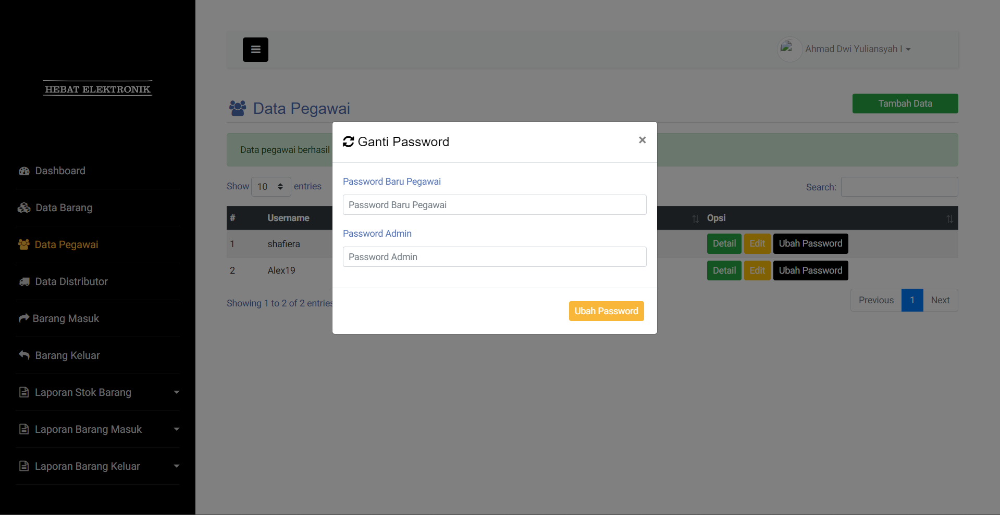 HEBAT ELEKTRONIK
Dashboard
Data Barang
Data Pegawai
Data Distributor
Barang Masuk
Barang Keluar
Laporan Stok Barang
Laporan Barang Masuk
Laporan Barang Keluar
Ahmad Dwi Yuliansyah I
Data Pegawai
Tambah Data
Data pegawai berhasil
Show 10 entries
Search:
# Username Opsi
1 shafiera Detail Edit Ubah Password
2 Alex19 Detail Edit Ubah Password
Showing 1 to 2 of 2 entries
Previous 1 Next
Ganti Password ×
Password Baru Pegawai
Password Baru Pegawai
Password Admin
Password Admin
Ubah Password